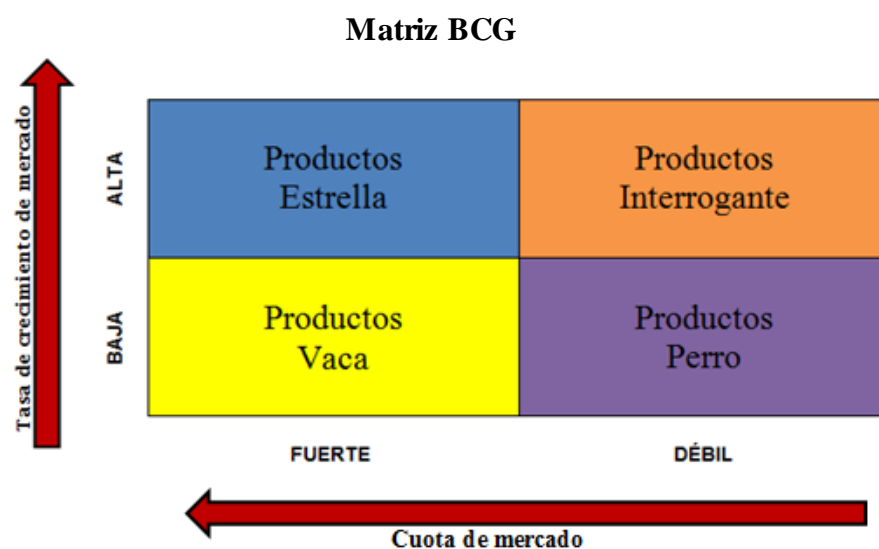 Matriz BCG
Tasa de crecimiento de mercado
ALTA
Productos
Estrella
Productos
Interrogante
BAJA
Productos
Vaca
Productos
Perro
FUERTE
DÉBIL
Cuota de mercado